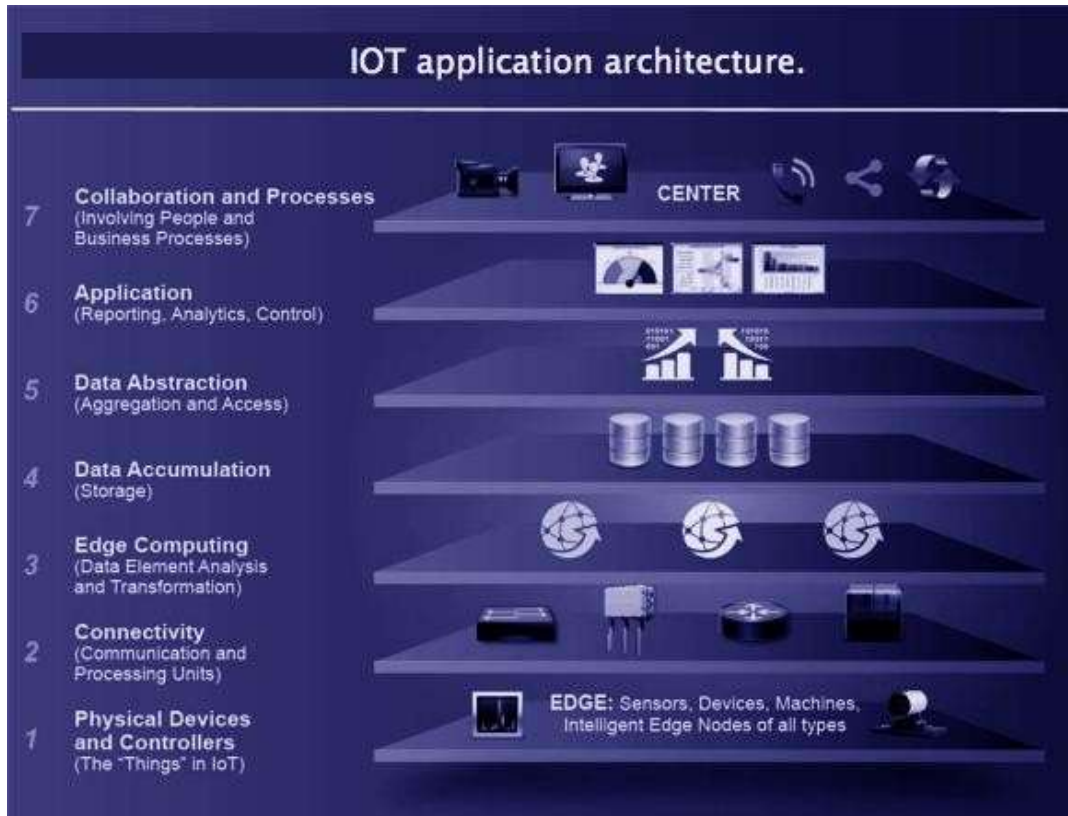 IOT application architecture.
7
Collaboration and Processes
(Involving People and
Business Processes)
CENTER
6
Application
(Reporting, Analytics, Control)
5
Data Abstraction
(Aggregation and Access)
4
Data Accumulation
(Storage)
3
Edge Computing
(Data Element Analysis
and Transformation)
2
Connectivity
(Communication and
Processing Units)
1
Physical Devices
and Controllers
(The “Things” in IoT)
EDGE: Sensors, Devices, Machines,
Intelligent Edge Nodes of all types